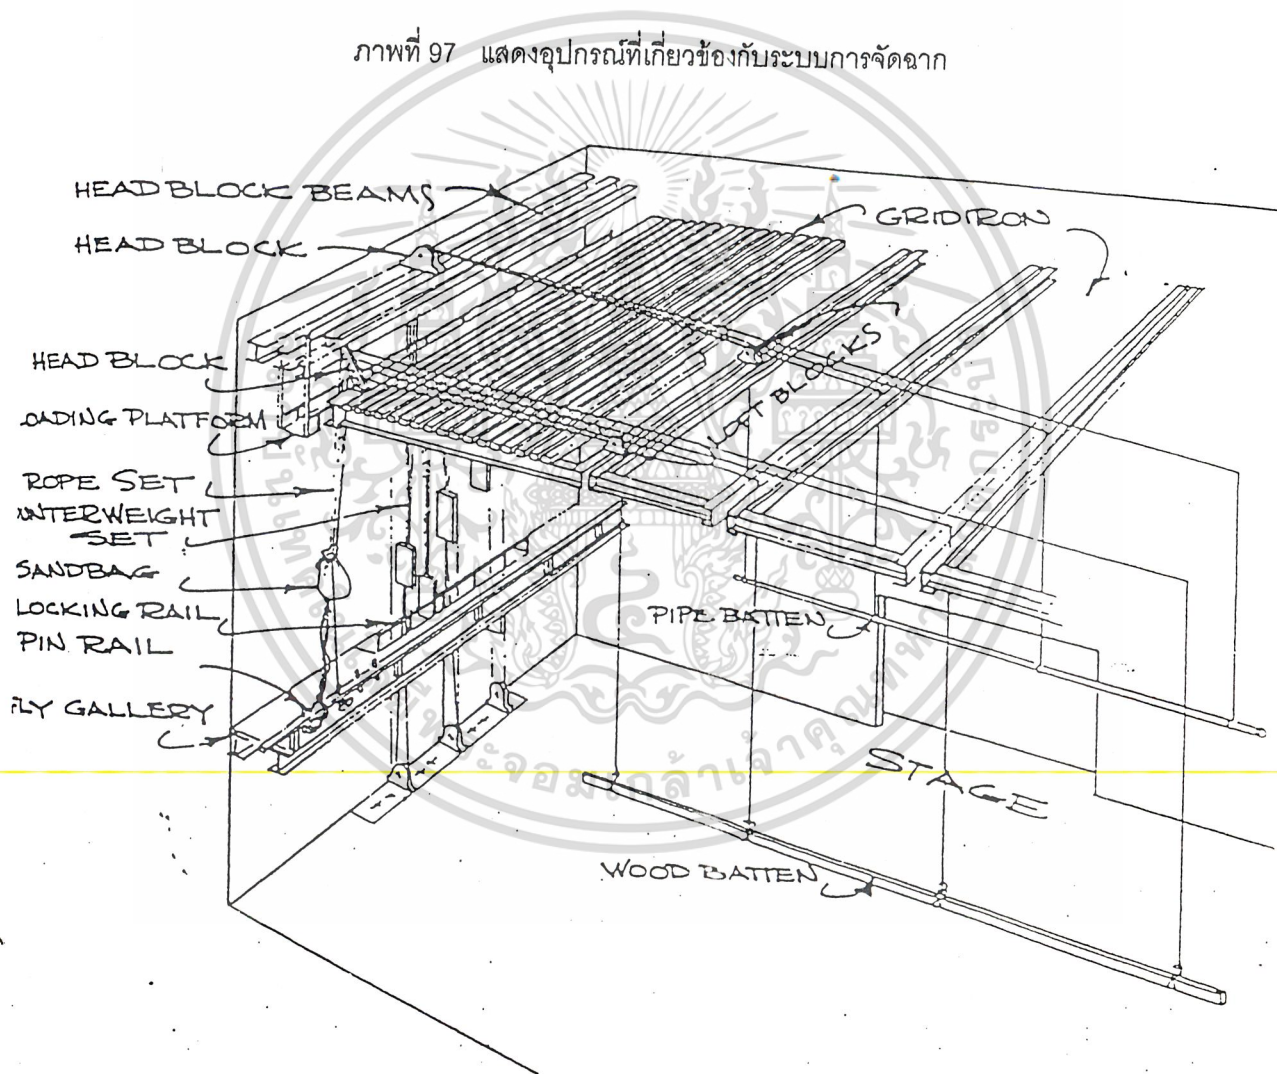 ภาพที่ 97 แสดงอุปกรณ์ที่เกี่ยวข้องกับระบบการจัดฉาก
HEAD BLOCK BEAMS
GRIDIRON
HEAD BLOCK
HEAD BLOCK
LOFT BLOCKS
OADING PLATFORM
ROPE SET
UNTERWEIGHT
SET
SANDBAG
LOCKING RAIL
PIN RAIL
PIPE BATTEN
FLY GALLERY
STAGE
WOOD BATTEN